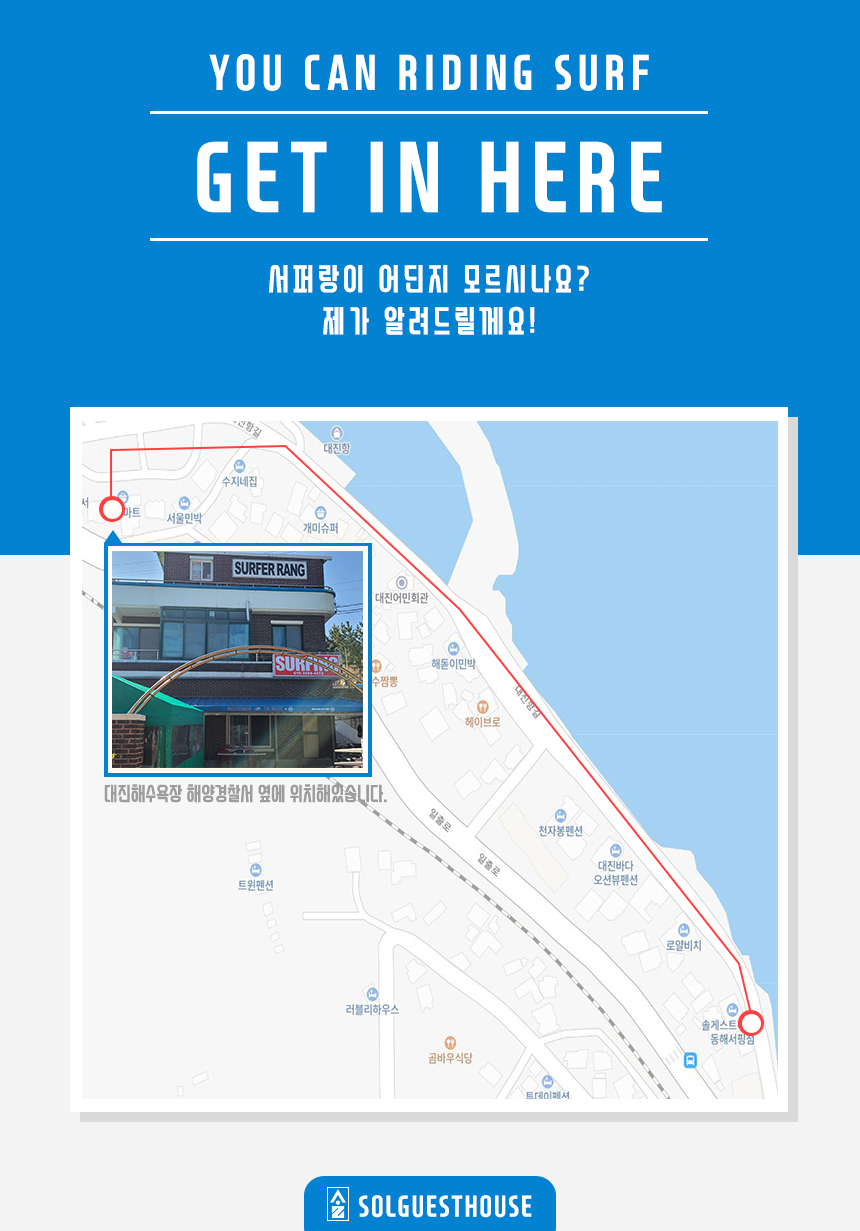 YOU CAN RIDING SURF
GET IN HERE
서퍼랑이 어딘지 모르시나요?
제가 알려드릴께요!
대진항
수지네집
서
마트
서울민박
개미슈퍼
SURFER RANG
SURFING
대진어민회관
해돋이민박
수짬뽕
헤이브로
대진항길
대진해수욕장 해양경찰서 옆에 위치해있습니다.
일출로
일출로
천자봉펜션
대진바다
오션뷰펜션
트윈펜션
로얄비치
러블리하우스
솔게스트
동해서핑점
곰바우식당
투데이펜션
SOLGUESTHOUSE